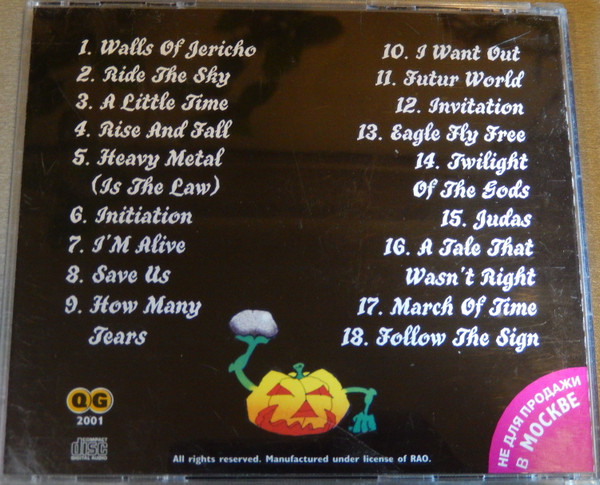 1. Walls Of Jericho
2. Ride The Sky
3. A Little Time
4. Rise And Fall
5. Heavy Metal
(Is The Law)
6. Initiation
7. I'M Alive
8. Save Us
9. How Many
Tears
10. I Want Out
11. Futur World
12. Invitation
13. Eagle Fly Free
14. Twilight
Of The Gods
15. Judas
16. A Tale That
Wasn't Right
17. March Of Time
18. Follow The Sign
QG
2001
COMPACT
disc
DIGITAL AUDIO
All rights reserved. Manufactured under license of RAO.
НЕ ДЛЯ ПРОДАЖИ
В МОСКВЕ